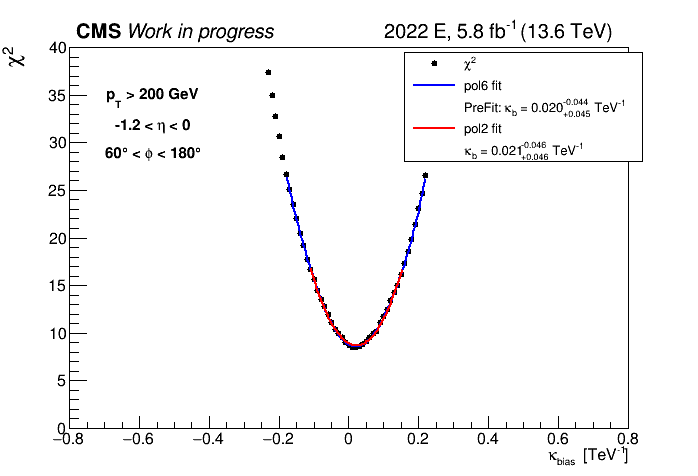 CMS Work in progress
2022 E, 5.8 fb⁻¹ (13.6 TeV)
χ²
40
35
30
25
20
15
10
5
0
p_T > 200 GeV
-1.2 < η < 0
60° < ϕ < 180°
χ²
pol6 fit
PreFit: κ_b = 0.020 -0.044 +0.045 TeV⁻¹
pol2 fit
κ_b = 0.021 -0.046 +0.046 TeV⁻¹
−0.8 −0.6 −0.4 −0.2 0 0.2 0.4 0.6 0.8
κ_bias [TeV⁻¹]